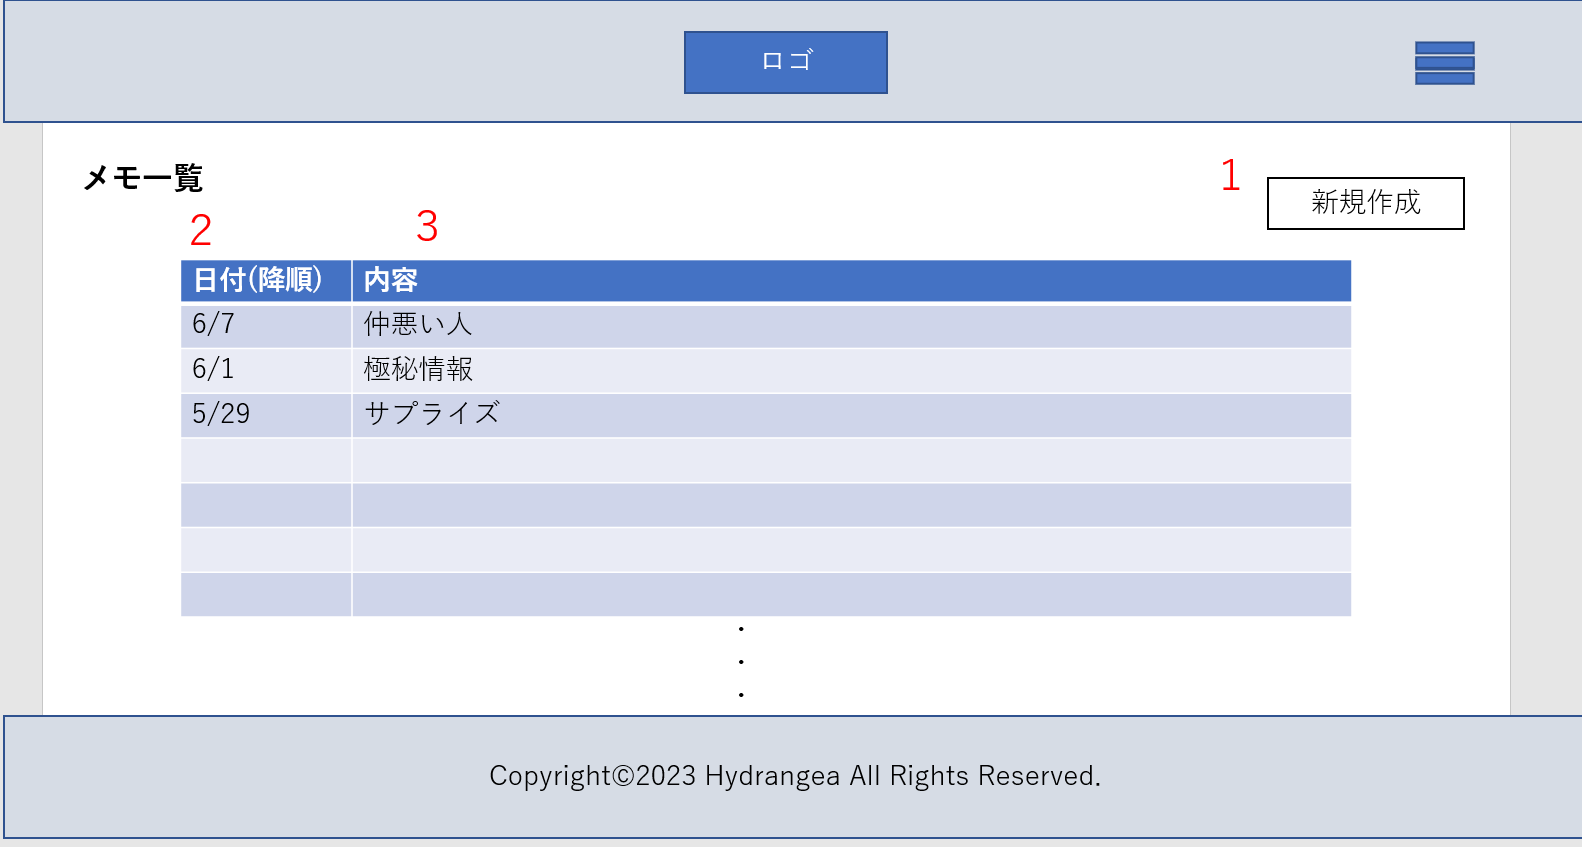 ロゴ
メモ一覧
1
新規作成
2
3
日付(降順)
内容
6/7
仲悪い人
6/1
極秘情報
5/29
サプライズ
・
・
・
Copyright©2023 Hydrangea All Rights Reserved.